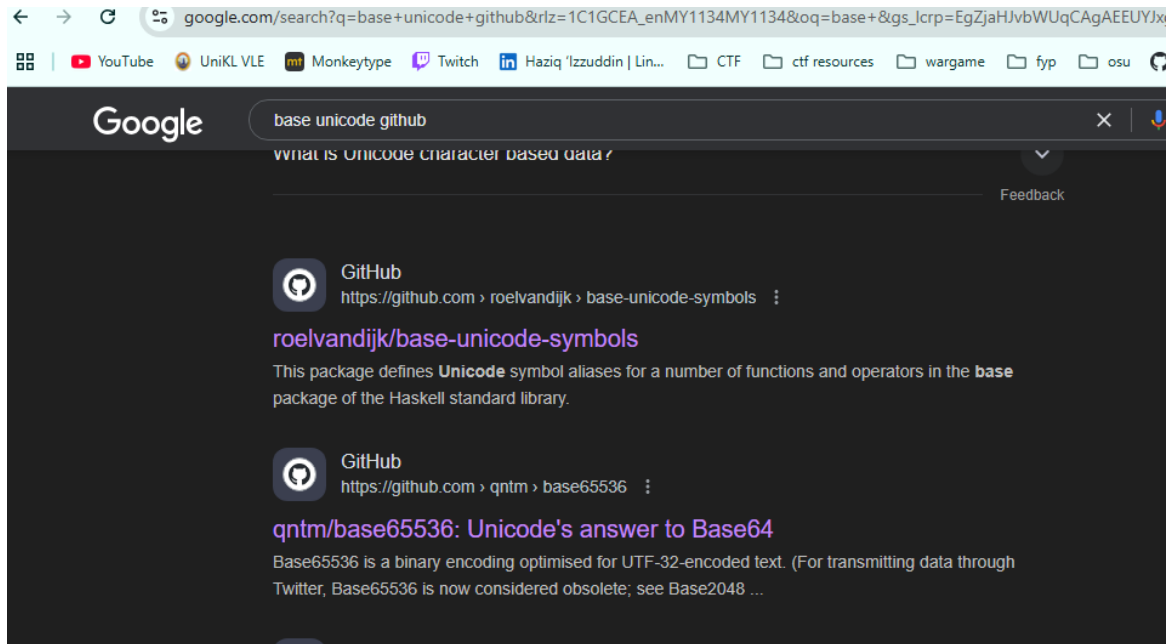 google.com/search?q=base+unicode+github&rlz=1C1GCEA_enMY1134MY1134&oq=base+&gs_lcrp=EgZjaHJvbWUqCAgAEEUYJx
YouTube UniKL VLE mt Monkeytype Twitch in Haziq 'Izzuddin | Lin... CTF ctf resources wargame fyp osu
Google base unicode github
What is Unicode character based data?
Feedback
GitHub
https://github.com › roelvandijk › base-unicode-symbols
roelvandijk/base-unicode-symbols
This package defines Unicode symbol aliases for a number of functions and operators in the base
package of the Haskell standard library.
GitHub
https://github.com › qntm › base65536
qntm/base65536: Unicode's answer to Base64
Base65536 is a binary encoding optimised for UTF-32-encoded text. (For transmitting data through
Twitter, Base65536 is now considered obsolete; see Base2048 ...